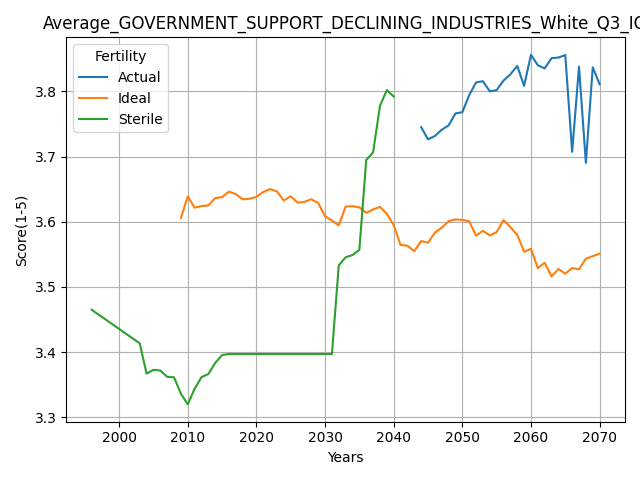 Average_GOVERNMENT_SUPPORT_DECLINING_INDUSTRIES_White_Q3_IC
Fertility
Actual
Ideal
Sterile
Score(1-5)
3.8
3.7
3.6
3.5
3.4
3.3
2000 2010 2020 2030 2040 2050 2060 2070
Years